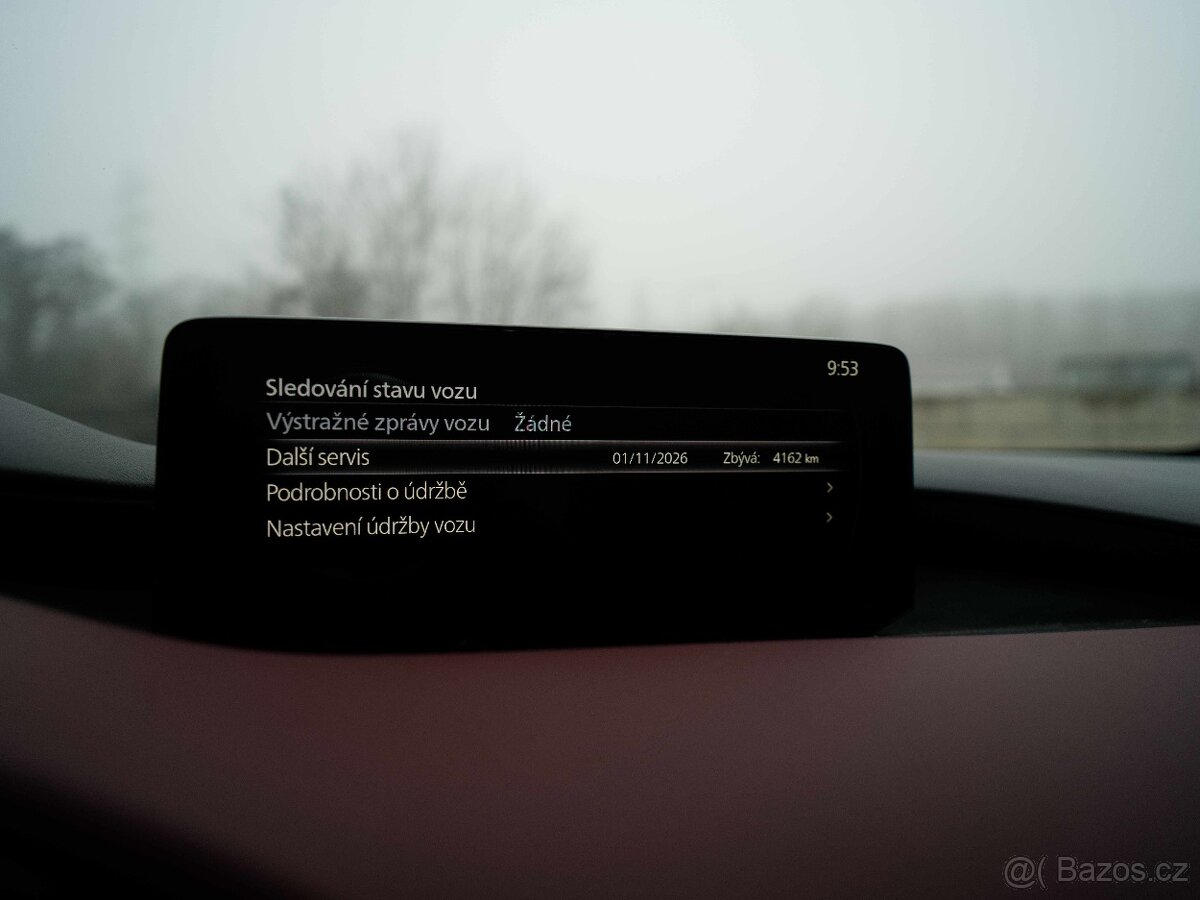 9:53
Sledování stavu vozu
Výstražné zprávy vozu Žádné
Další servis 01/11/2026 Zbývá: 4162 km
Podrobnosti o údržbě >
Nastavení údržby vozu >
@( Bazos.cz